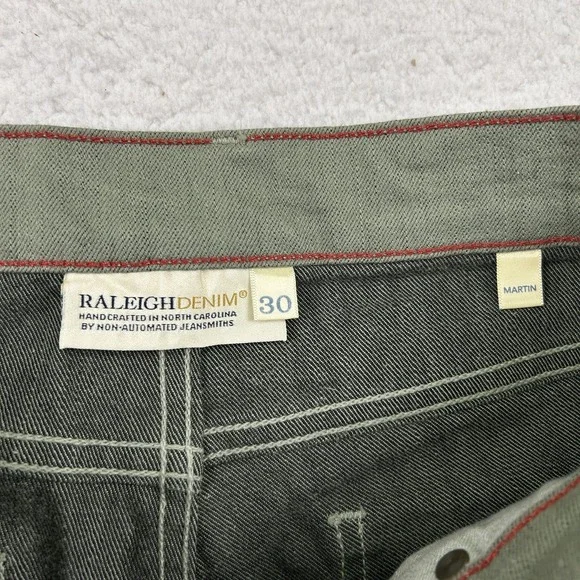 RALEIGHDENIM®
HANDCRAFTED IN NORTH CAROLINA
BY NON-AUTOMATED JEANSMITHS
30
MARTIN